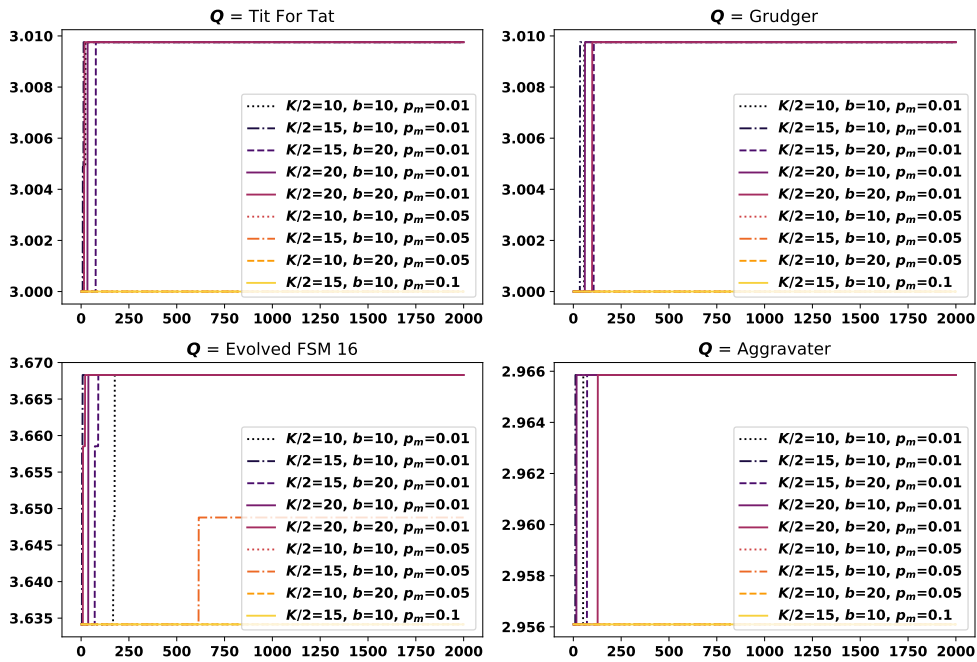 Q = Tit For Tat
3.010
3.008
3.006
3.004
3.002
3.000
K/2=10, b=10, pm=0.01
K/2=15, b=10, pm=0.01
K/2=15, b=20, pm=0.01
K/2=20, b=10, pm=0.01
K/2=20, b=20, pm=0.01
K/2=10, b=10, pm=0.05
K/2=15, b=10, pm=0.05
K/2=10, b=20, pm=0.05
K/2=15, b=10, pm=0.1
0 250 500 750 1000 1250 1500 1750 2000
Q = Grudger
3.010
3.008
3.006
3.004
3.002
3.000
K/2=10, b=10, pm=0.01
K/2=15, b=10, pm=0.01
K/2=15, b=20, pm=0.01
K/2=20, b=10, pm=0.01
K/2=20, b=20, pm=0.01
K/2=10, b=10, pm=0.05
K/2=15, b=10, pm=0.05
K/2=10, b=20, pm=0.05
K/2=15, b=10, pm=0.1
0 250 500 750 1000 1250 1500 1750 2000
Q = Evolved FSM 16
3.670
3.665
3.660
3.655
3.650
3.645
3.640
3.635
K/2=10, b=10, pm=0.01
K/2=15, b=10, pm=0.01
K/2=15, b=20, pm=0.01
K/2=20, b=10, pm=0.01
K/2=20, b=20, pm=0.01
K/2=10, b=10, pm=0.05
K/2=15, b=10, pm=0.05
K/2=10, b=20, pm=0.05
K/2=15, b=10, pm=0.1
0 250 500 750 1000 1250 1500 1750 2000
Q = Aggravater
2.966
2.964
2.962
2.960
2.958
2.956
K/2=10, b=10, pm=0.01
K/2=15, b=10, pm=0.01
K/2=15, b=20, pm=0.01
K/2=20, b=10, pm=0.01
K/2=20, b=20, pm=0.01
K/2=10, b=10, pm=0.05
K/2=15, b=10, pm=0.05
K/2=10, b=20, pm=0.05
K/2=15, b=10, pm=0.1
0 250 500 750 1000 1250 1500 1750 2000